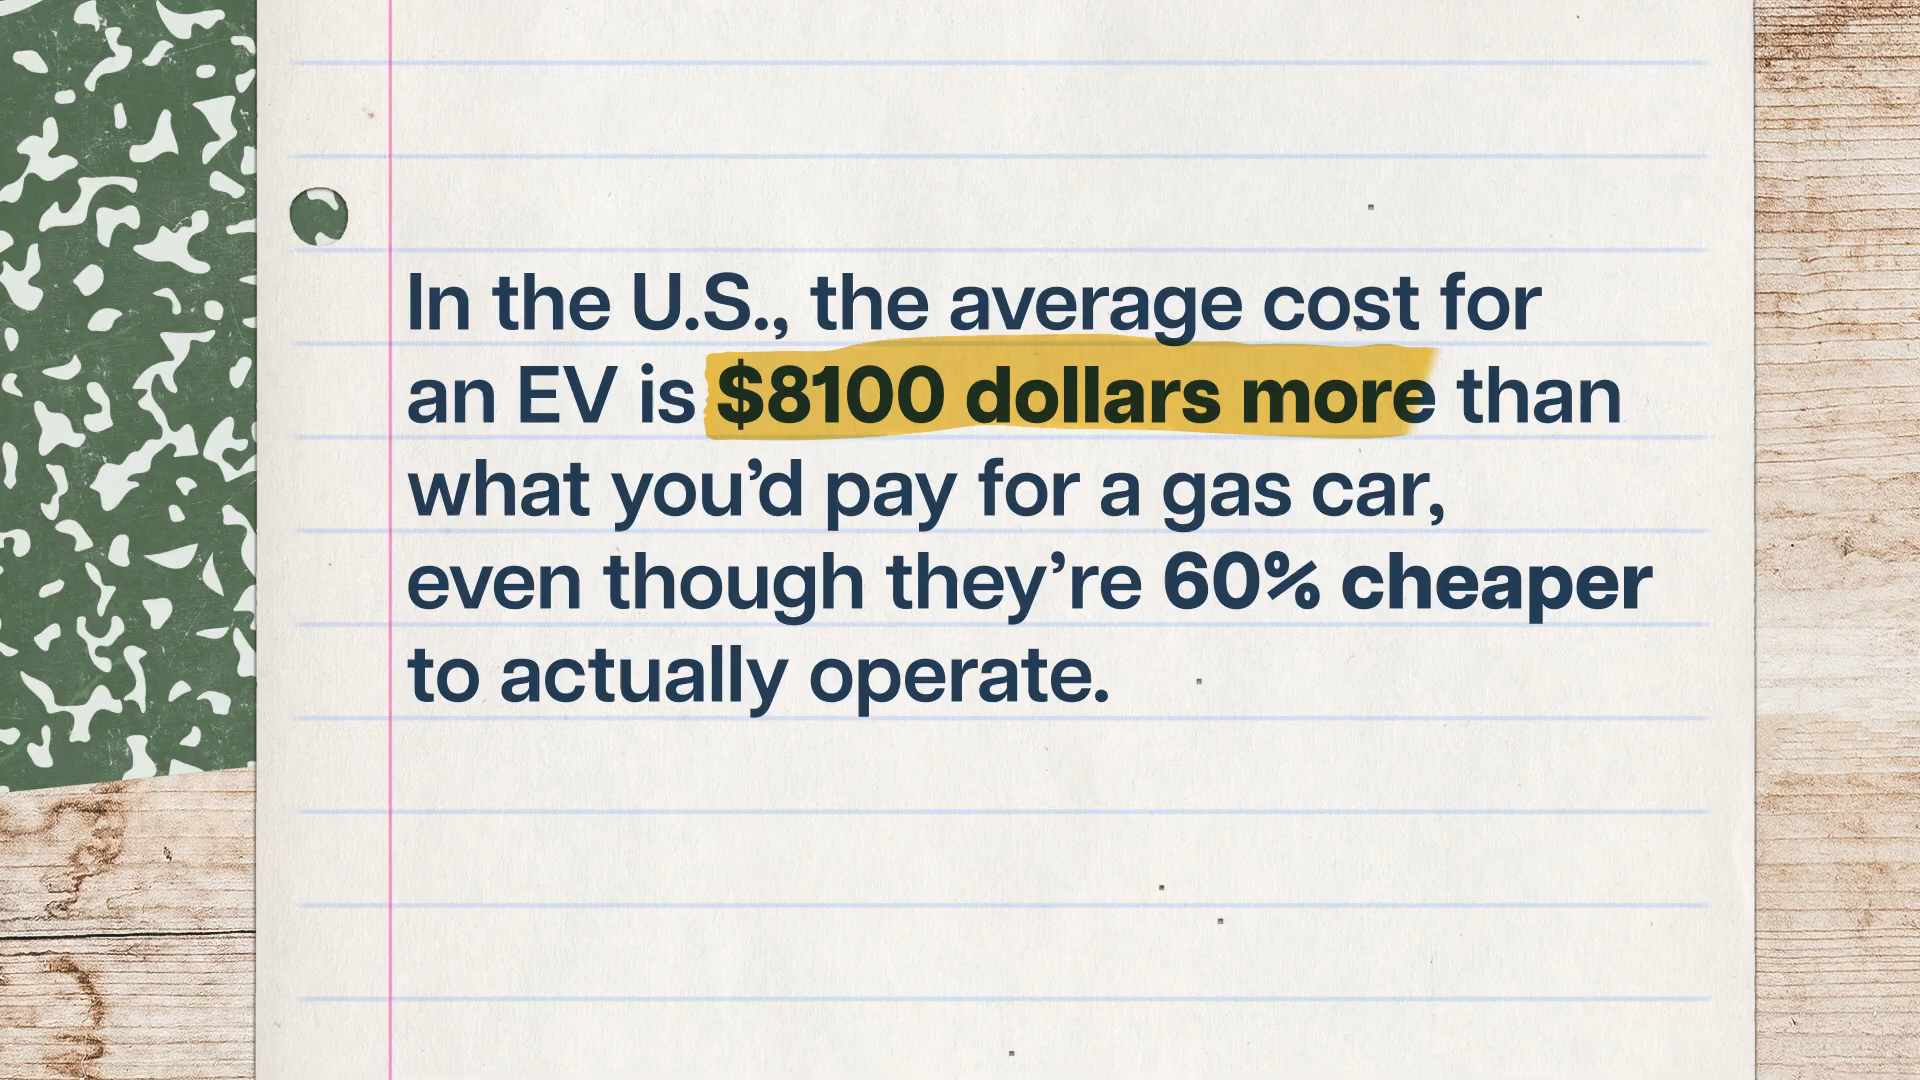 In the U.S., the average cost for
an EV is $8100 dollars more than
what you’d pay for a gas car,
even though they’re 60% cheaper
to actually operate.